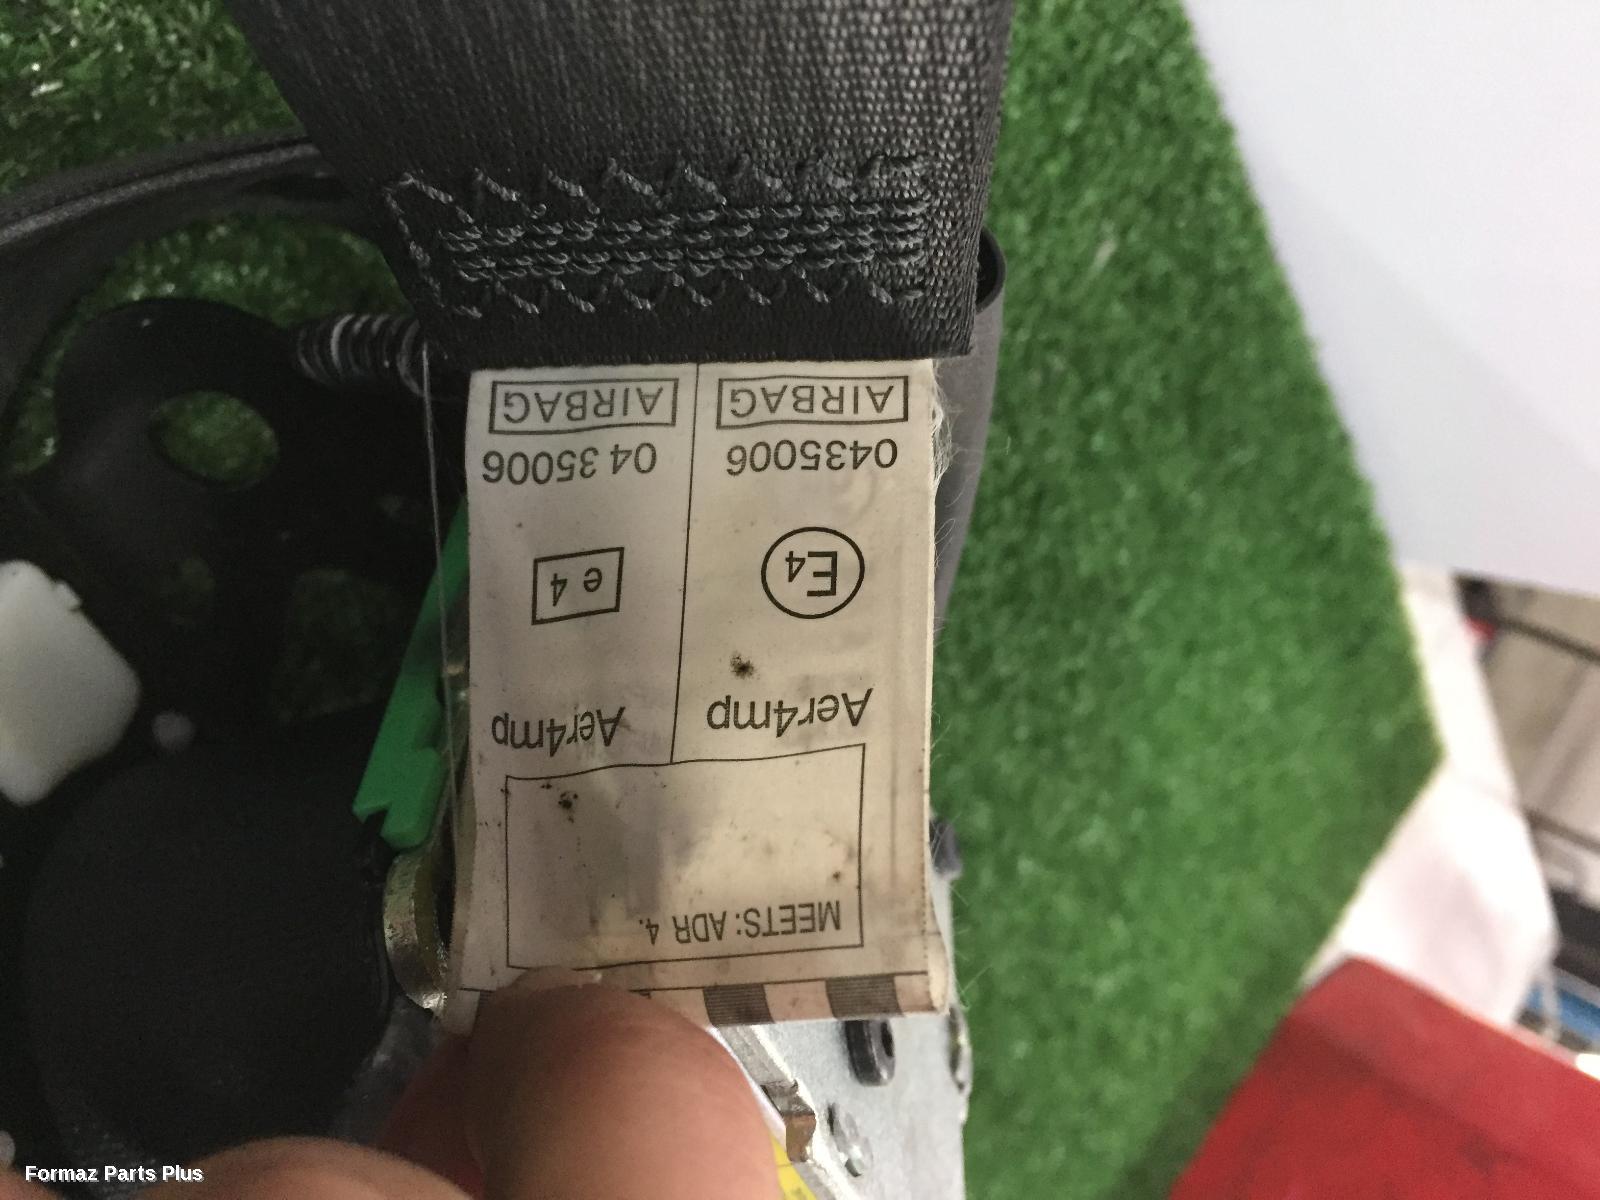 MEETS: ADR 4.
Aer4mp
E4
0435006
AIRBAG
Aer4mp
e 4
04 35006
AIRBAG
Formaz Parts Plus